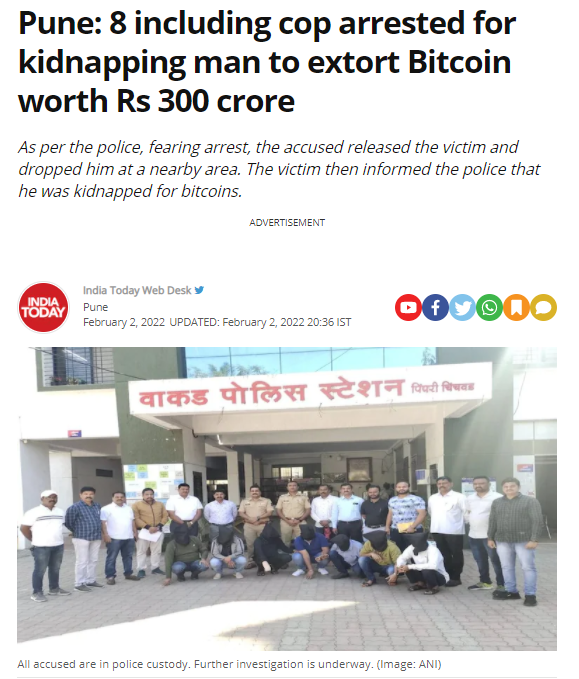 Pune: 8 including cop arrested for
kidnapping man to extort Bitcoin
worth Rs 300 crore
As per the police, fearing arrest, the accused released the victim and
dropped him at a nearby area. The victim then informed the police that
he was kidnapped for bitcoins.
ADVERTISEMENT
INDIA
TODAY
India Today Web Desk
Pune
February 2, 2022 UPDATED: February 2, 2022 20:36 IST
वाकड पोलिस स्टेशन पिंपरी चिंचवड
All accused are in police custody. Further investigation is underway. (Image: ANI)